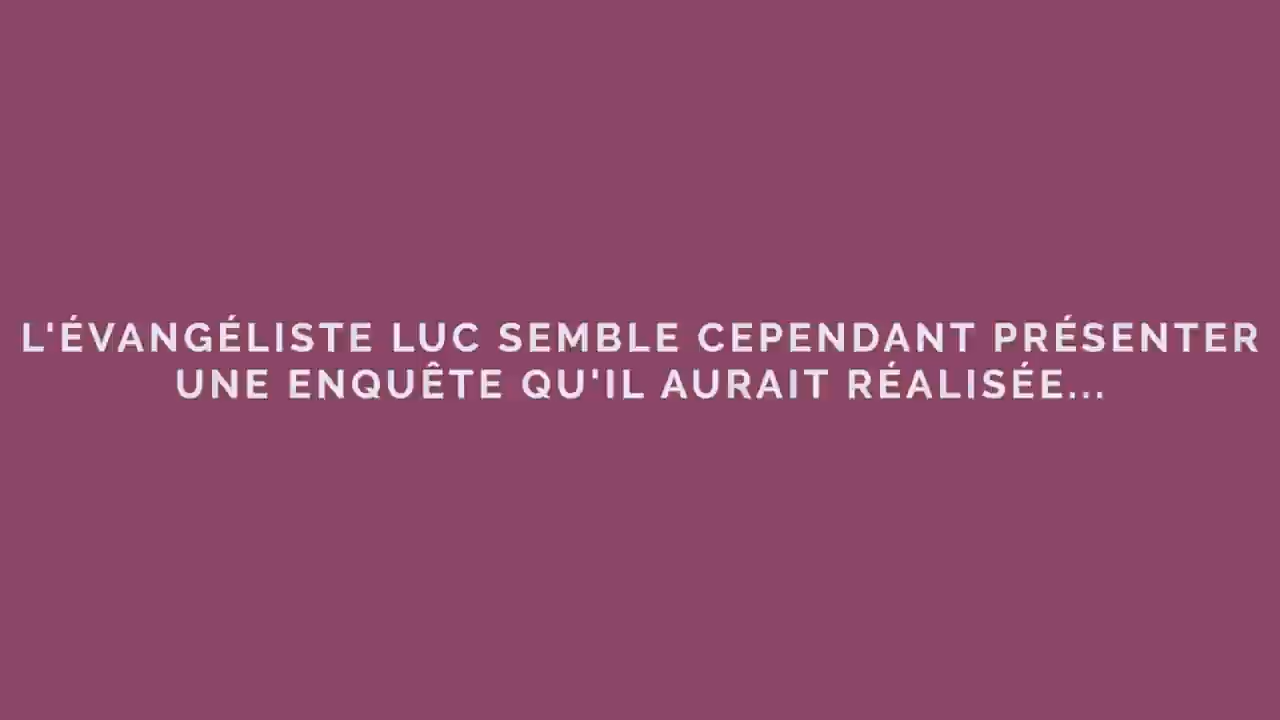 L'ÉVANGÉLISTE LUC SEMBLE CEPENDANT PRÉSENTER
UNE ENQUÊTE QU'IL AURAIT RÉALISÉE...